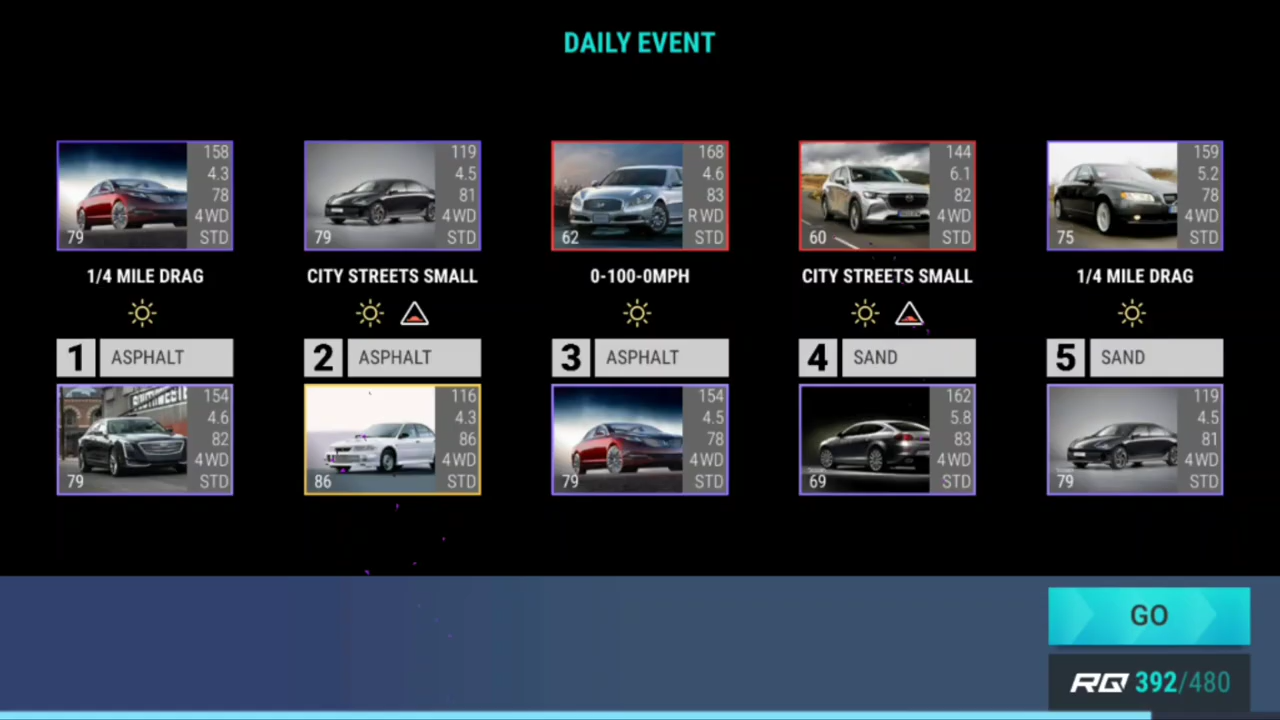 DAILY EVENT
158
4.3
78
4WD
79 STD
119
4.5
81
4WD
79 STD
168
4.6
83
RWD
62 STD
144
6.1
82
4WD
60 STD
159
5.2
78
4WD
75 STD
1/4 MILE DRAG
CITY STREETS SMALL
0-100-0MPH
CITY STREETS SMALL
1/4 MILE DRAG
1 ASPHALT
2 ASPHALT
3 ASPHALT
4 SAND
5 SAND
154
4.6
82
4WD
79 STD
116
4.3
86
4WD
86 STD
154
4.5
78
4WD
79 STD
162
5.8
83
4WD
69 STD
119
4.5
81
4WD
79 STD
GO
RQ 392/480